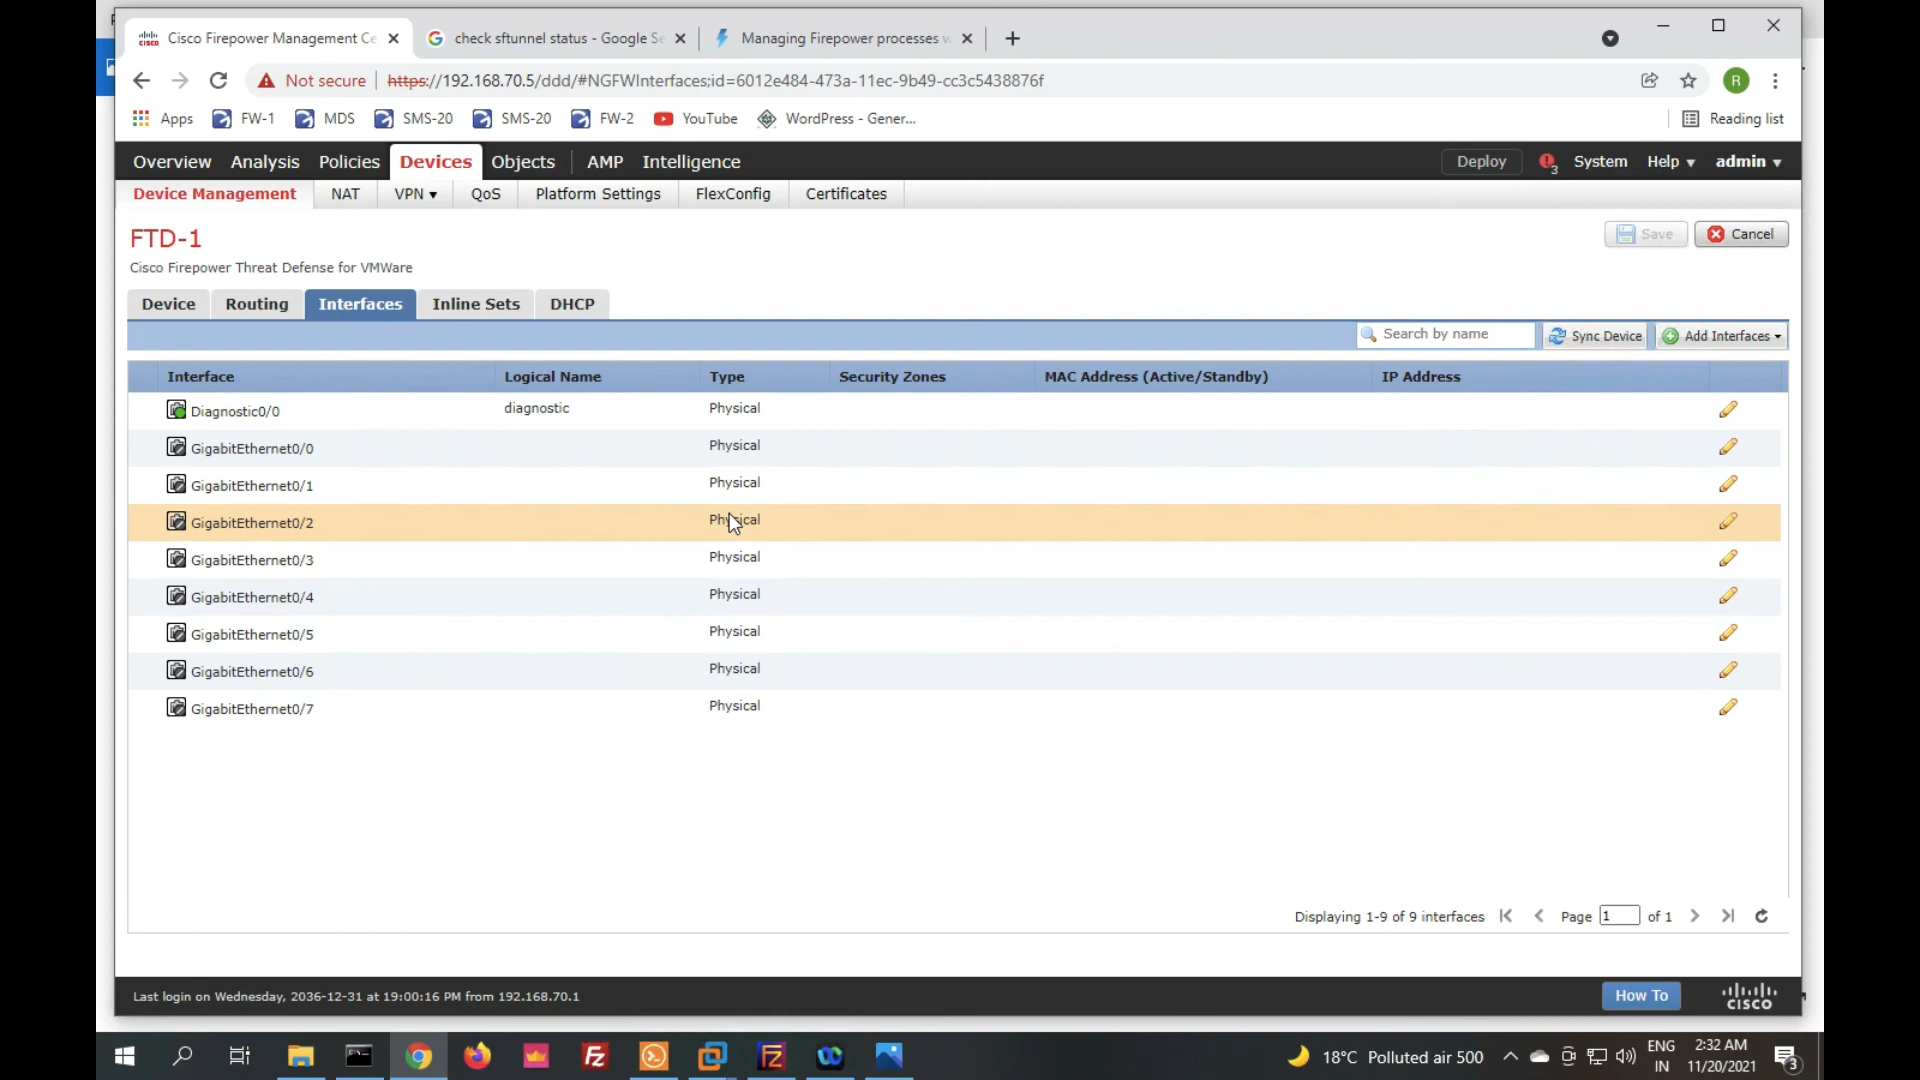 Cisco Firepower Management Ce
check sftunnel status - Google Se
Managing Firepower processes w
Not secure https://192.168.70.5/ddd/#NGFWInterfaces;id=6012e484-473a-11ec-9b49-cc3c5438876f R
Apps FW-1 MDS SMS-20 SMS-20 FW-2 YouTube WordPress - Gener... Reading list
Overview Analysis Policies Devices Objects AMP Intelligence Deploy 3 System Help admin
Device Management NAT VPN QoS Platform Settings FlexConfig Certificates
FTD-1
Save Cancel
Cisco Firepower Threat Defense for VMWare
Device Routing Interfaces Inline Sets DHCP
Search by name Sync Device Add Interfaces
Interface Logical Name Type Security Zones MAC Address (Active/Standby) IP Address
Diagnostic0/0 diagnostic Physical
GigabitEthernet0/0 Physical
GigabitEthernet0/1 Physical
GigabitEthernet0/2 Physical
GigabitEthernet0/3 Physical
GigabitEthernet0/4 Physical
GigabitEthernet0/5 Physical
GigabitEthernet0/6 Physical
GigabitEthernet0/7 Physical
Displaying 1-9 of 9 interfaces Page 1 of 1
Last login on Wednesday, 2036-12-31 at 19:00:16 PM from 192.168.70.1 How To CISCO
18°C Polluted air 500 ENG 2:32 AM
IN 11/20/2021 3